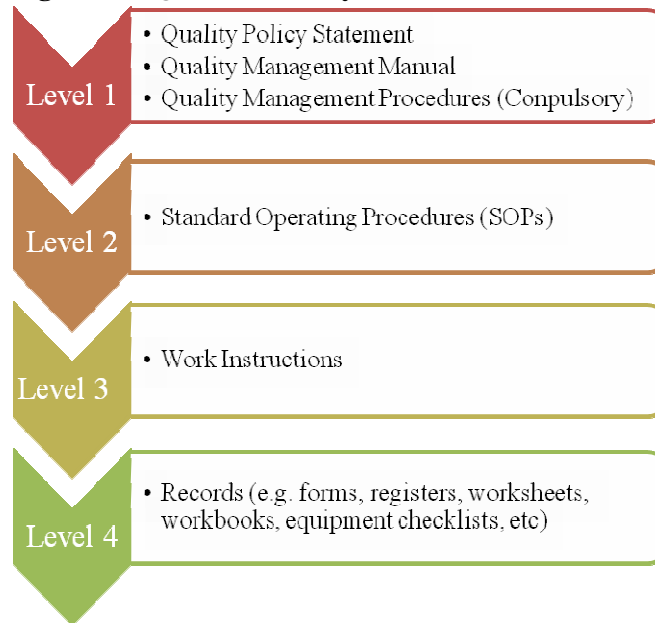 Level 1
• Quality Policy Statement
• Quality Management Manual
• Quality Management Procedures (Conpulsory)
Level 2
• Standard Operating Procedures (SOPs)
Level 3
• Work Instructions
Level 4
• Records (e.g. forms, registers, worksheets,
workbooks, equipment checklists, etc)